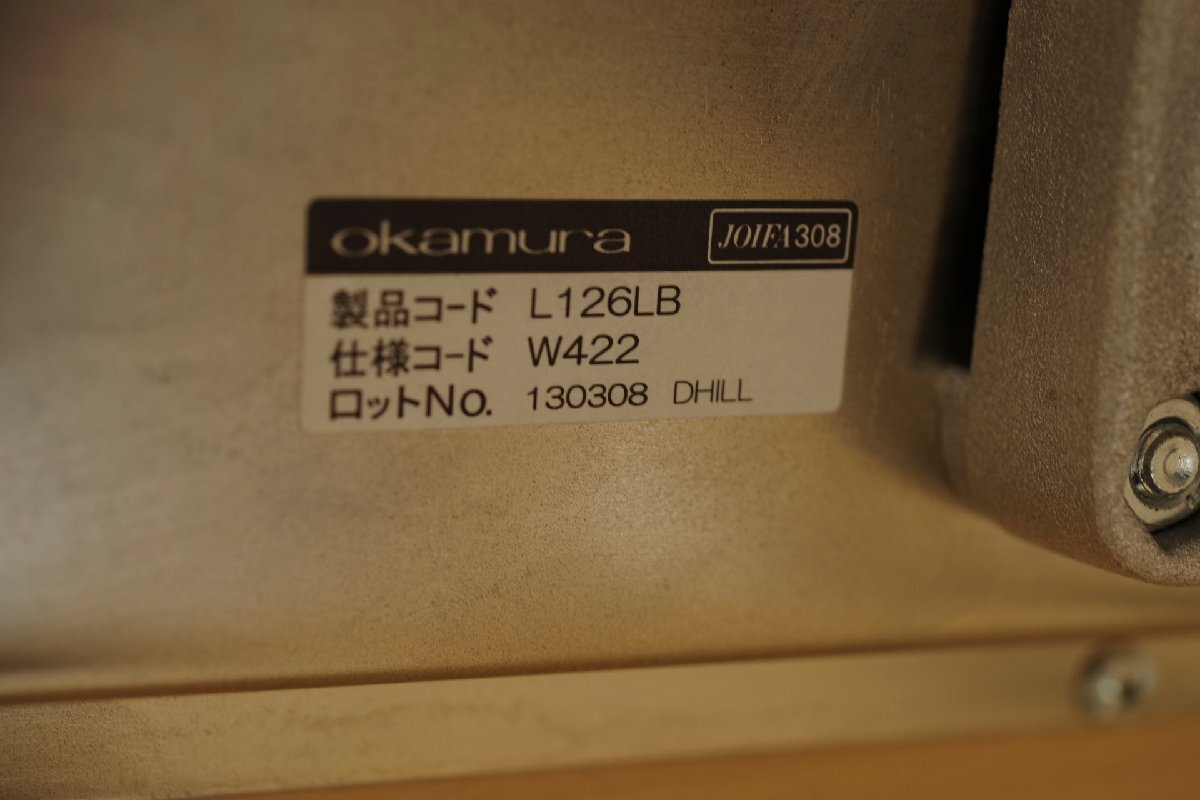 okamura JOIFA308
製品コード L126LB
仕様コード W422
ロットNo. 130308 DHILL